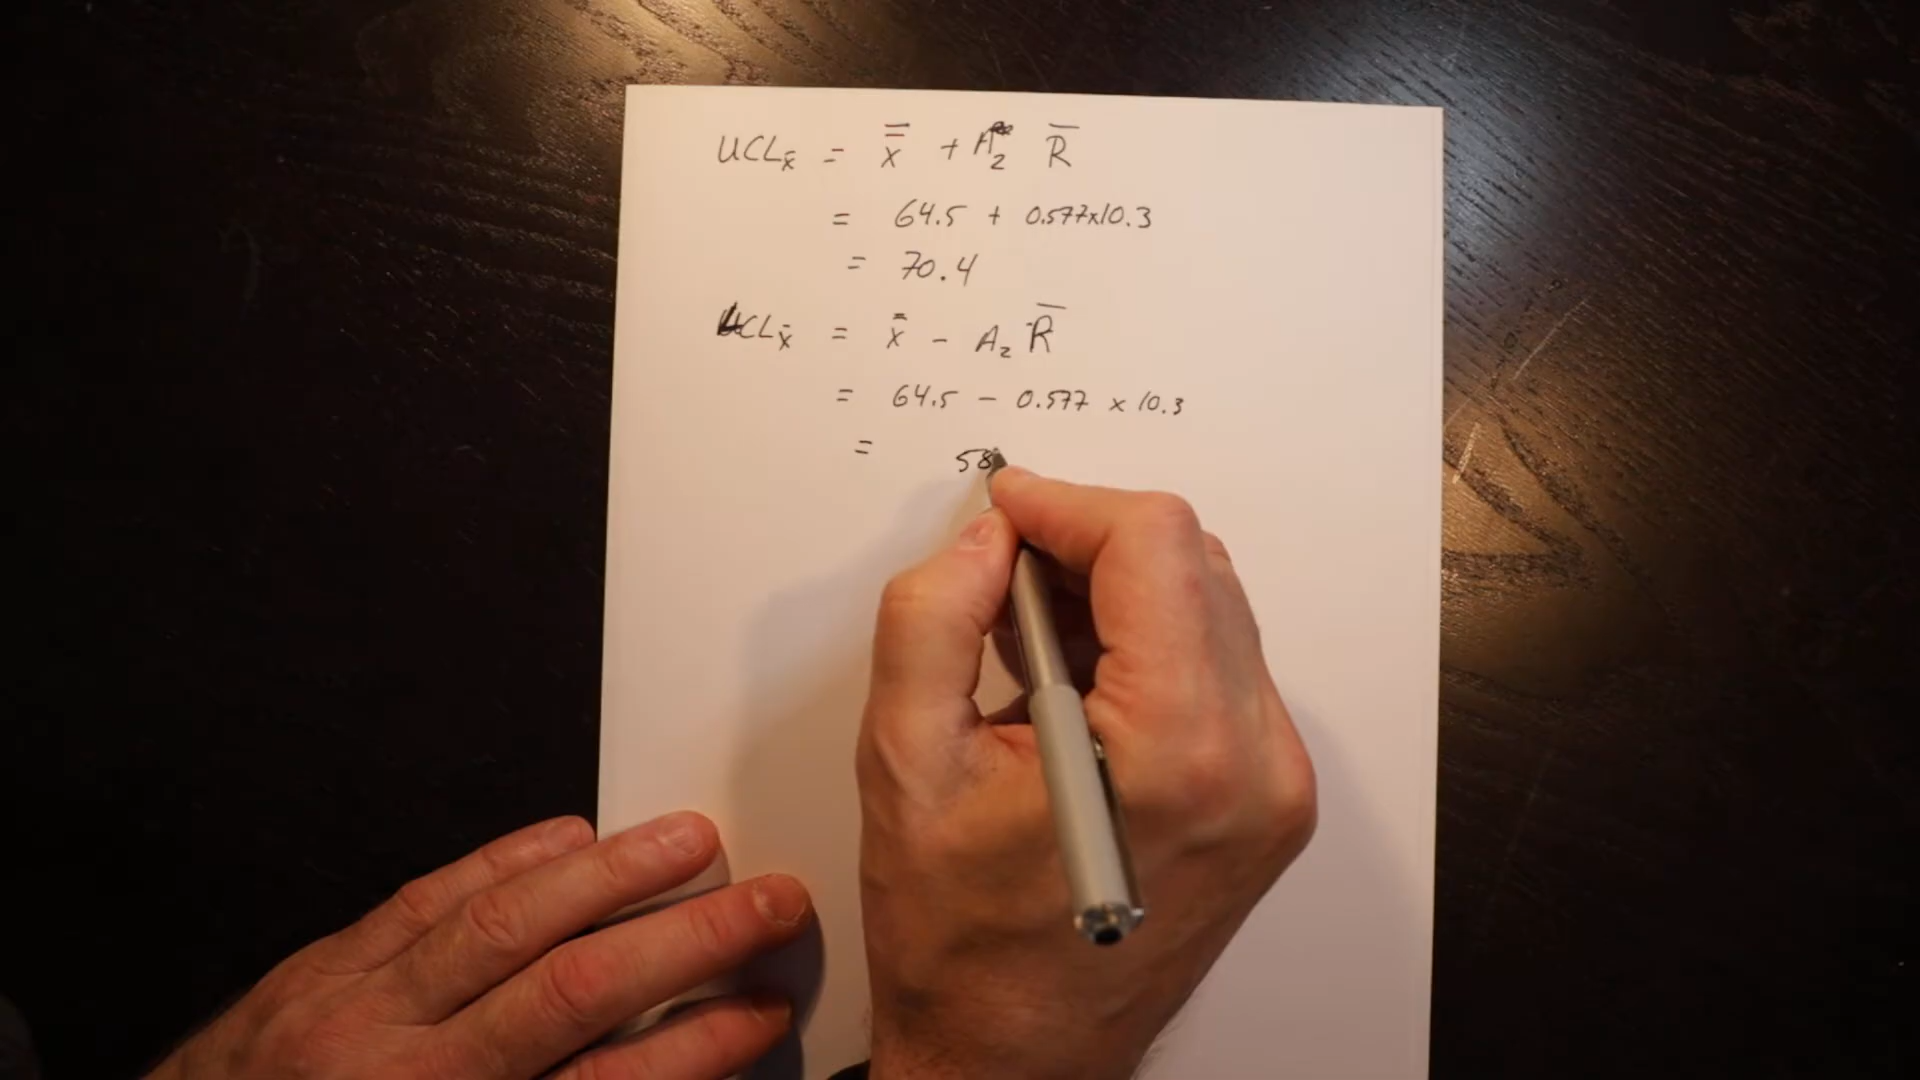 UCLx̄ = x̿ + A₂ R̄
= 64.5 + 0.577x10.3
= 70.4
LCLx̄ = x̿ - A₂ R̄
= 64.5 - 0.577 x 10.3
= 58